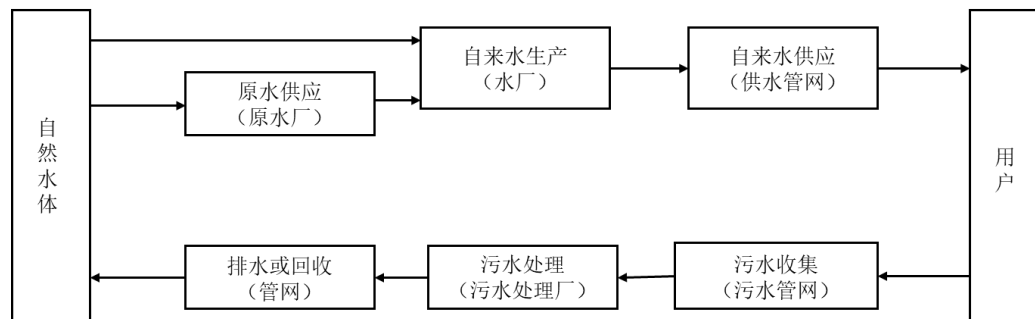 自然水体
原水供应
（原水厂）
自来水生产
（水厂）
自来水供应
（供水管网）
用户
污水收集
（污水管网）
污水处理
（污水处理厂）
排水或回收
（管网）